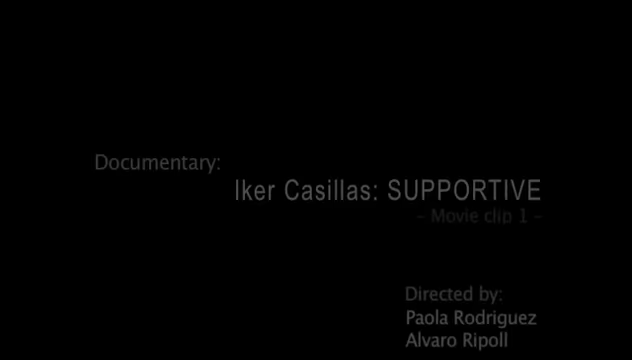 Documentary:
Iker Casillas: SUPPORTIVE
- Movie clip 1 -
Directed by:
Paola Rodriguez
Alvaro Ripoll